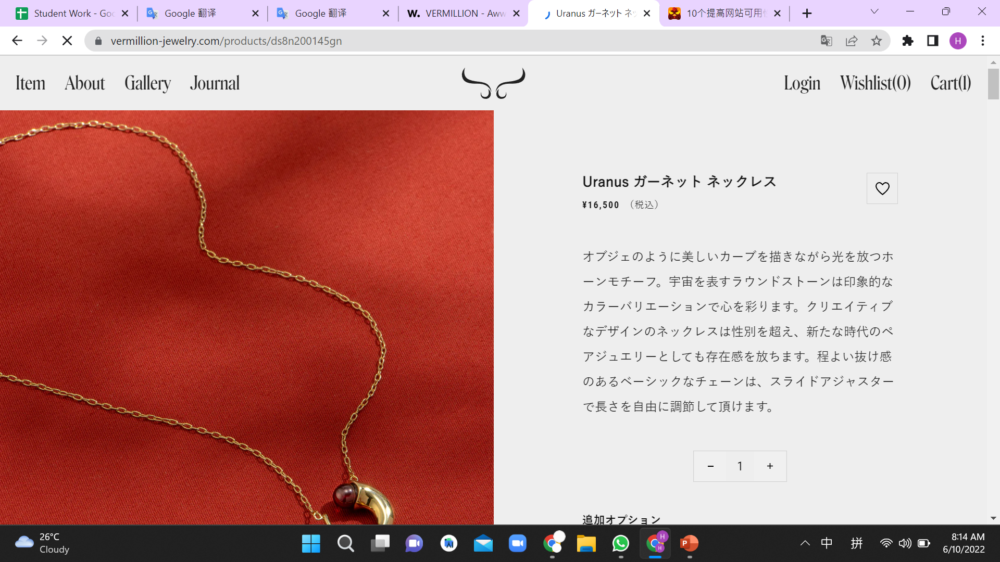 Student Work - Goo
Google 翻译
Google 翻译
W. VERMILLION - Aww
Uranus ガーネット ネッ
10个提高网站可用性
vermillion-jewelry.com/products/ds8n200145gn
H
Item About Gallery Journal
Login Wishlist(0) Cart(1)
Uranus ガーネット ネックレス
¥16,500 （税込）
オブジェのように美しいカーブを描きながら光を放つホ
ーンモチーフ。宇宙を表すラウンドストーンは印象的な
カラーバリエーションで心を彩ります。クリエイティブ
なデザインのネックレスは性別を超え、新たな時代のペ
アジュエリーとしても存在感を放ちます。程よい抜け感
のあるベーシックなチェーンは、スライドアジャスター
で長さを自由に調節して頂けます。
− 1 +
追加オプション
26°C
Cloudy
中
拼
8:14 AM
6/10/2022